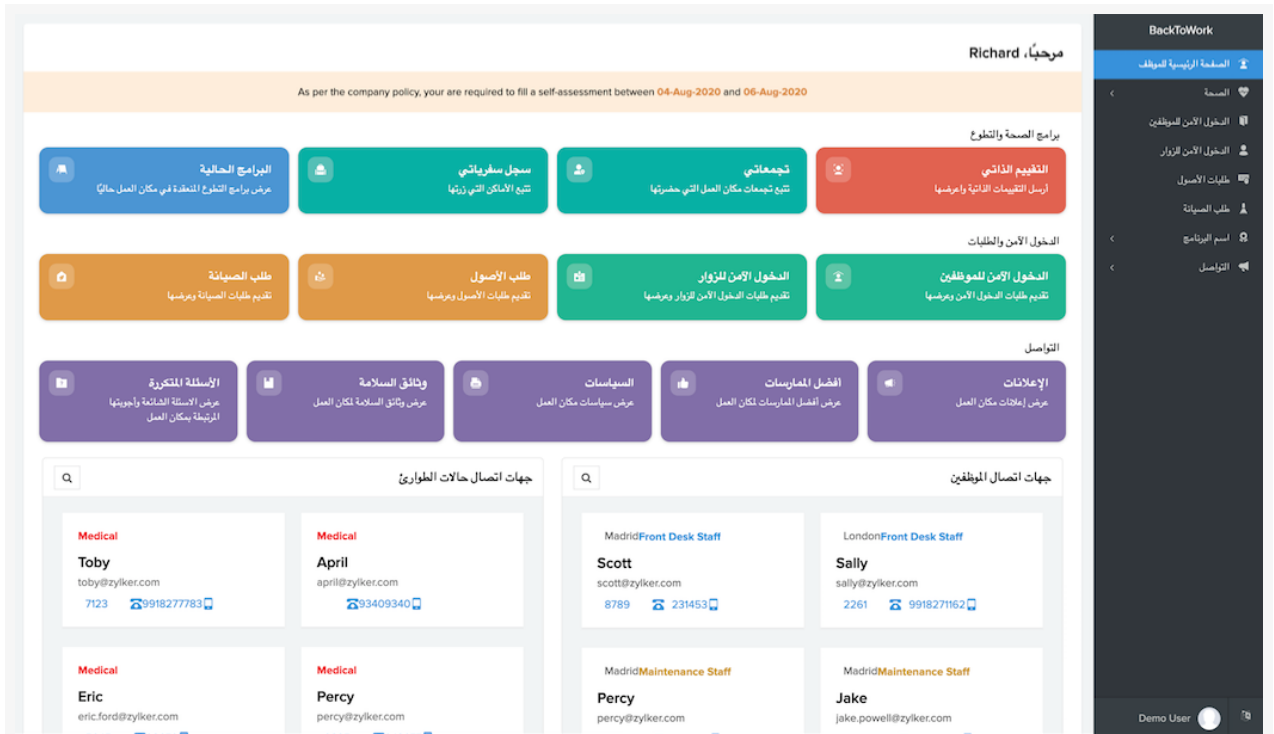 BackToWork
الصفحة الرئيسية للموظف
الصحة
الدخول الآمن للموظفين
الدخول الآمن للزوار
طلبات الأصول
طلب الصيانة
اسم البرنامج
التواصل
Demo User
مرحبًا، Richard
As per the company policy, your are required to fill a self-assessment between 04-Aug-2020 and 06-Aug-2020
برامج الصحة والتطوع
التقييم الذاتي
أرسل التقييمات الذاتية واعرضها
تجمعاتي
تتبع تجمعات مكان العمل التي حضرتها
سجل سفرياتي
تتبع الأماكن التي زرتها
البرامج الحالية
عرض برامج التطوع المنعقدة في مكان العمل حاليًا
الدخول الآمن والطلبات
الدخول الآمن للموظفين
تقديم طلبات الدخول الآمن وعرضها
الدخول الآمن للزوار
تقديم طلبات الدخول الآمن للزوار وعرضها
طلب الأصول
تقديم طلبات الأصول وعرضها
طلب الصيانة
تقديم طلبات الصيانة وعرضها
التواصل
الإعلانات
عرض إعلانات مكان العمل
أفضل الممارسات
عرض أفضل الممارسات لمكان العمل
السياسات
عرض سياسات مكان العمل
وثائق السلامة
عرض وثائق السلامة لمكان العمل
الأسئلة المتكررة
عرض الاسئلة الشائعة وأجوبتها
المرتبطة بمكان العمل
جهات اتصال الموظفين
LondonFront Desk Staff
Sally
sally@zylker.com
2261 9918271162
MadridFront Desk Staff
Scott
scott@zylker.com
8789 231453
MadridMaintenance Staff
Jake
jake.powell@zylker.com
MadridMaintenance Staff
Percy
percy@zylker.com
جهات اتصال حالات الطوارئ
Medical
April
april@zylker.com
93409340
Medical
Toby
toby@zylker.com
7123 9918277783
Medical
Percy
percy@zylker.com
Medical
Eric
eric.ford@zylker.com